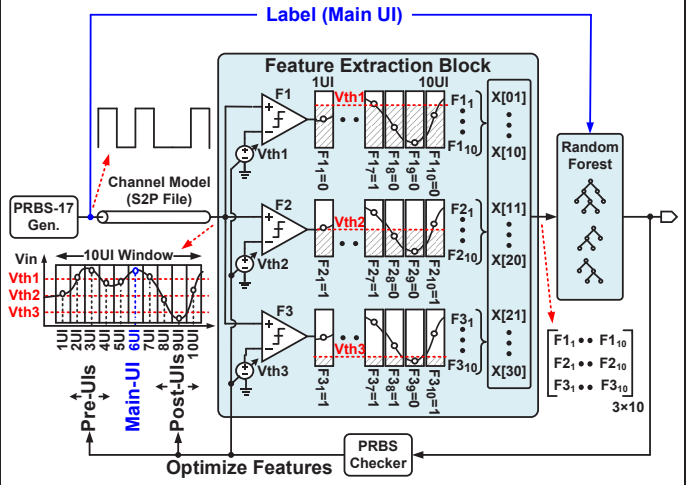 Label (Main UI)
Feature Extraction Block
1UI
10UI
F1
Vth1
Vth1
F1₁=0
F1₇=1
F1₈=0
F1₉=0
F1₁₀=0
F1₁
F1₁₀
X[01]
X[10]
Random
Forest
Channel Model
(S2P File)
PRBS-17
Gen.
F2
Vth2
Vth2
F2₁=1
F2₇=1
F2₈=0
F2₉=0
F2₁₀=1
F2₁
F2₁₀
X[11]
X[20]
Vin
10UI Window
Vth1
Vth2
Vth3
1UI
2UI
3UI
4UI
5UI
6UI
7UI
8UI
9UI
10UI
Pre-UIs
Main-UI
Post-UIs
F3
Vth3
Vth3
F3₁=1
F3₇=1
F3₈=1
F3₉=0
F3₁₀=1
F3₁
F3₁₀
X[21]
X[30]
F1₁ •• F1₁₀
F2₁ •• F2₁₀
F3₁ •• F3₁₀
3×10
PRBS
Checker
Optimize Features